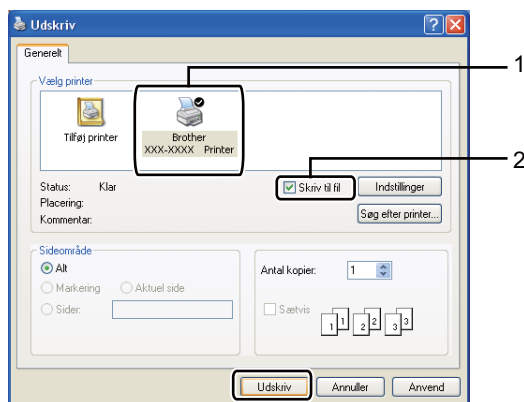 Udskriv
Generelt
1
Vælg printer
Tilføj printer
Brother
XXX-XXXX Printer
2
Status: Klar
Skriv til fil
Indstillinger
Placering:
Kommentar:
Søg efter printer...
Sideområde
Alt
Markering
Aktuel side
Sider:
Antal kopier: 1
Sætvis
1 1 2 2 3 3
Udskriv
Annuller
Anvend